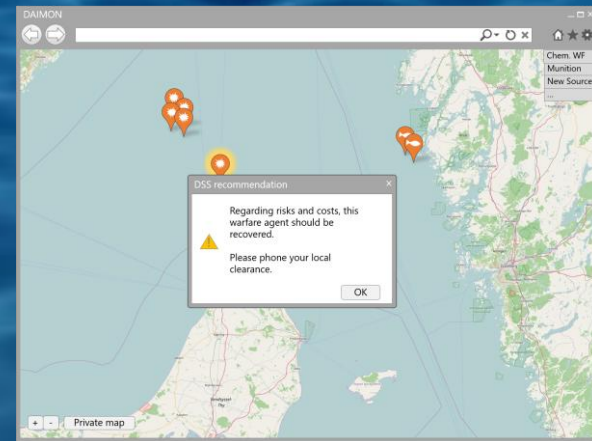 DAIMON
Chem. WF
Munition
New Source
...
DSS recommendation
Regarding risks and costs, this
warfare agent should be
recovered.
Please phone your local
clearance.
OK
+ - Private map